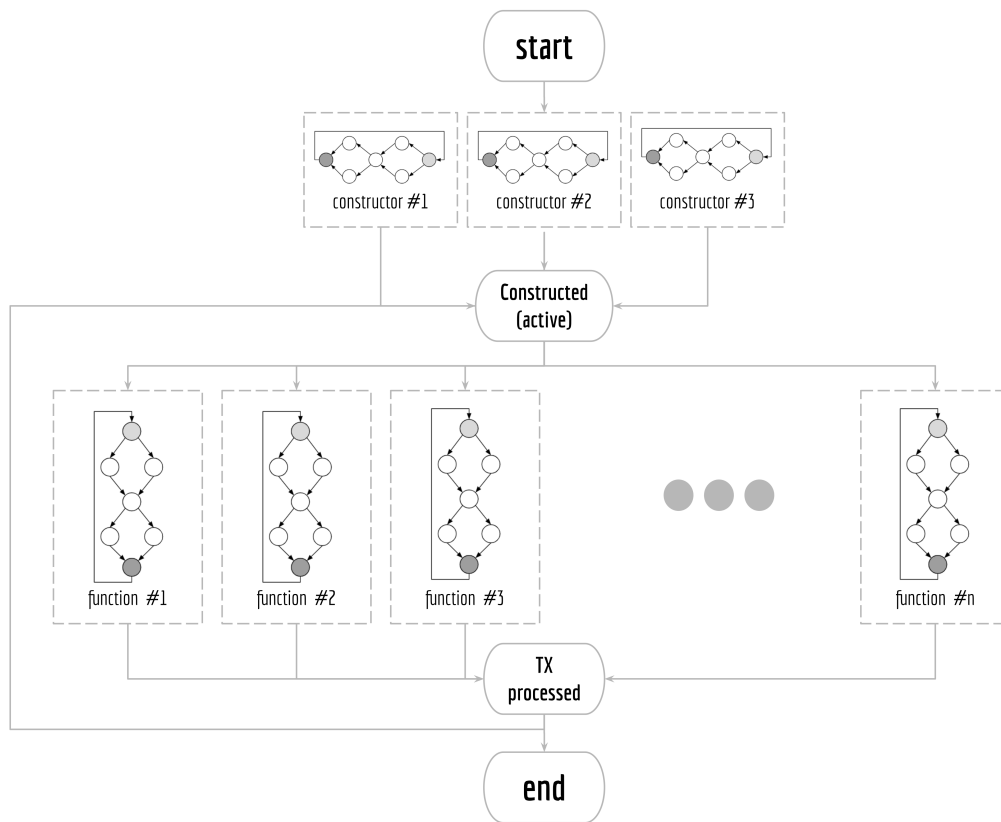 start
constructor #1
constructor #2
constructor #3
Constructed
(active)
function #1
function #2
function #3
function #n
TX
processed
end